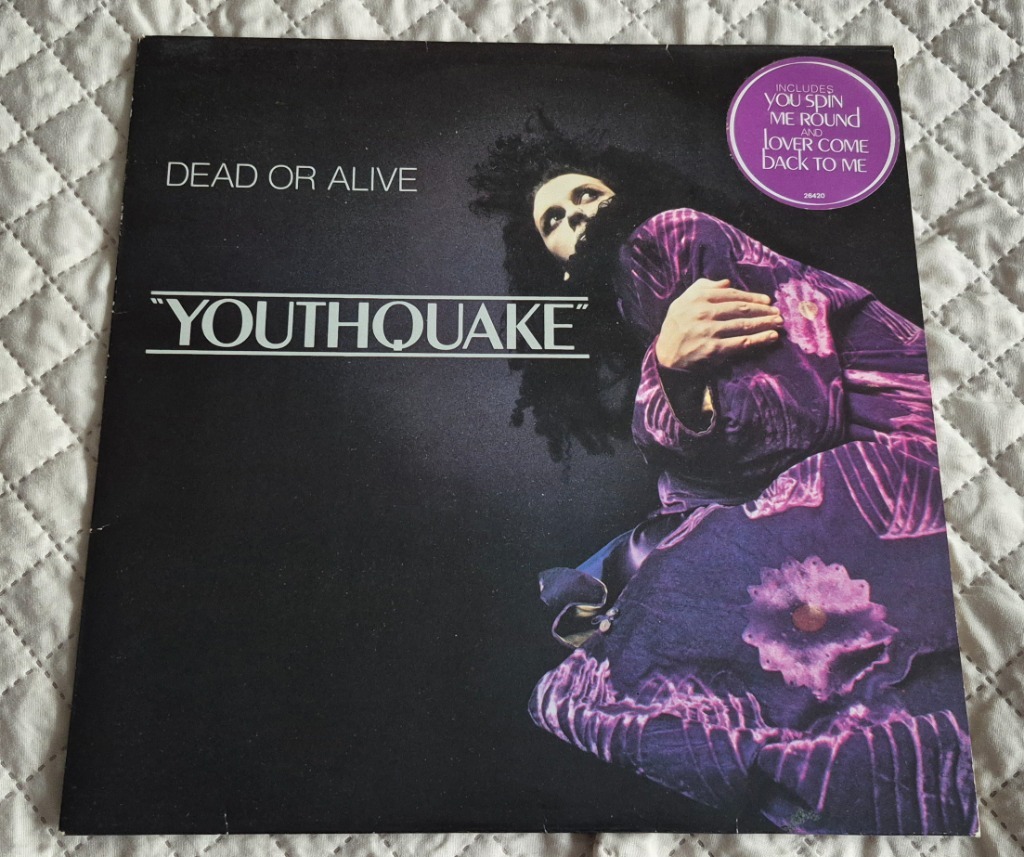 DEAD OR ALIVE
"YOUTHQUAKE"
INCLUDES
YOU SPIN
ME ROUNd
AND
LOVER COME
bACK TO ME
26420